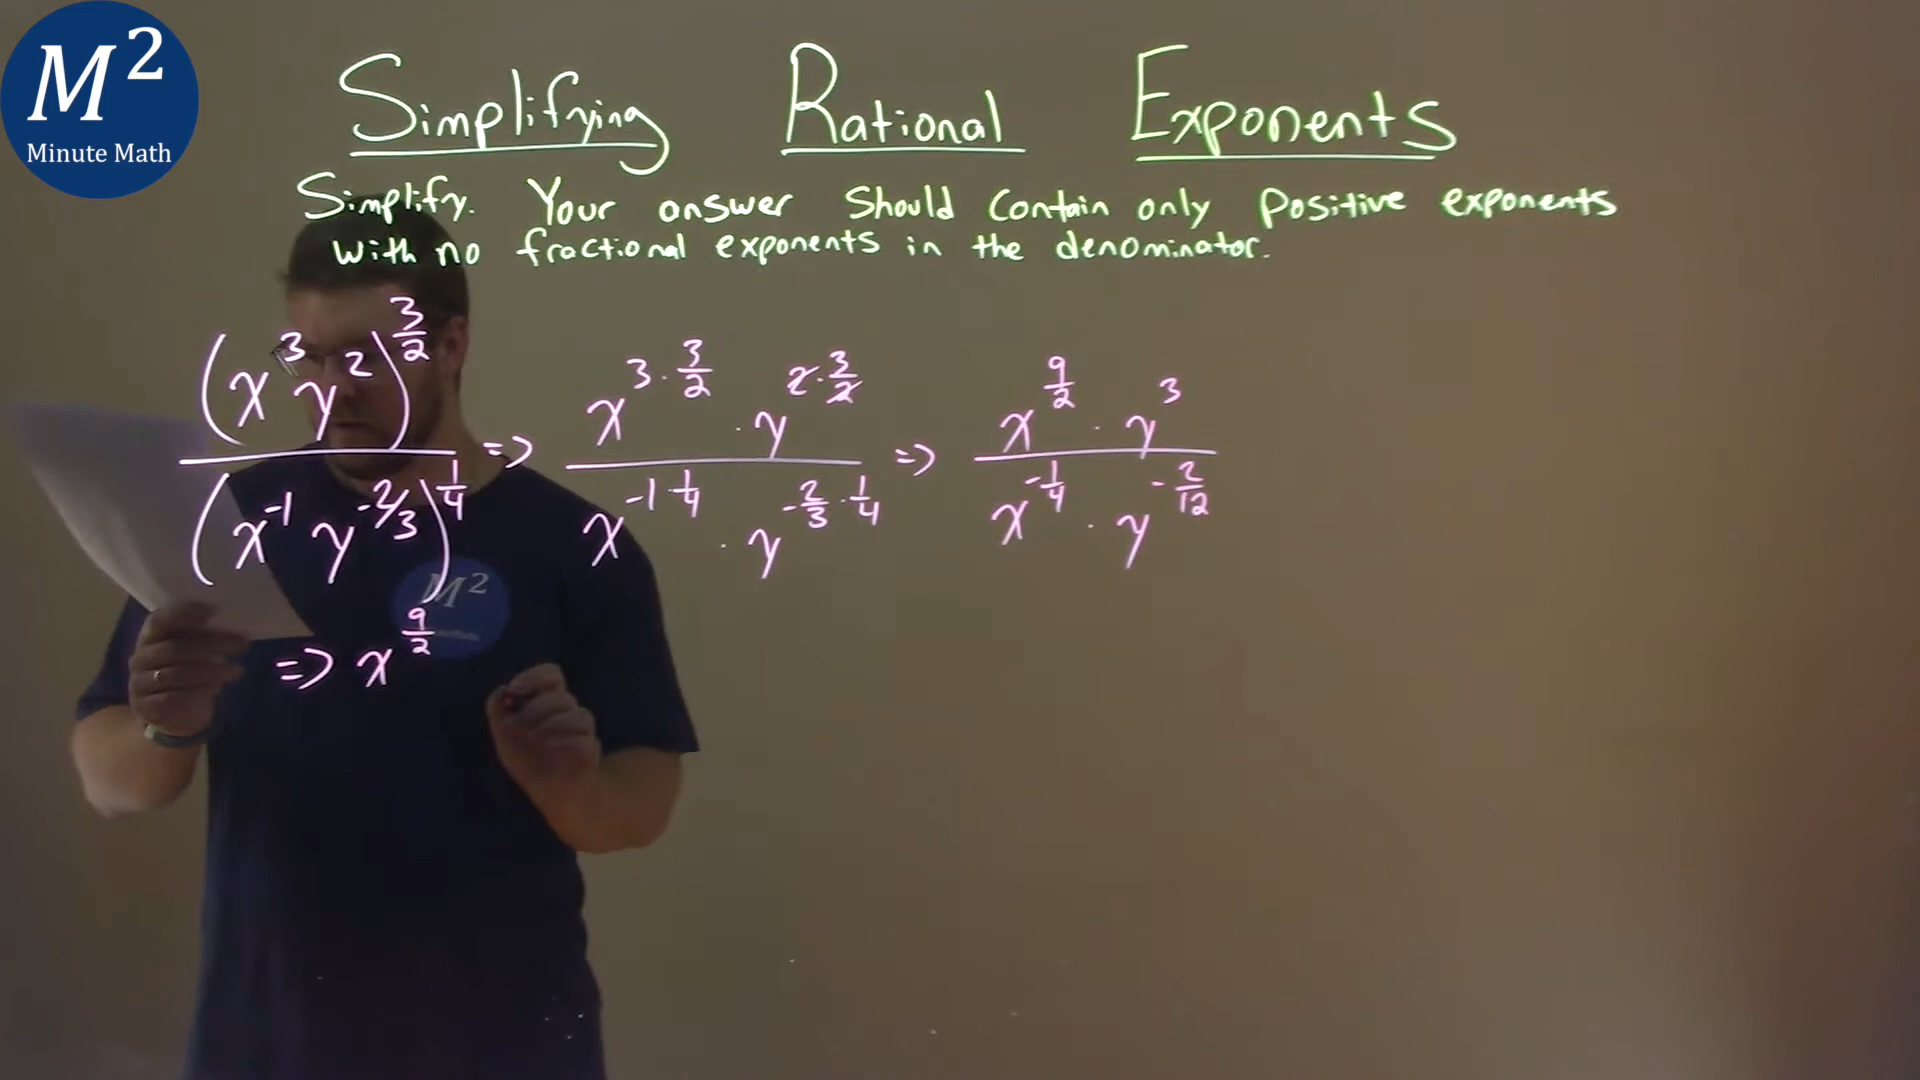 M²
Minute Math
Simplifying Rational Exponents
Simplify. Your answer should contain only positive exponents
with no fractional exponents in the denominator.
(x³y²)^(3/2) / (x^-1 y^(-2/3))^(1/4) => x^(3·3/2) · y^(2·3/2) / x^(-1 1/4) · y^(-2/3·1/4) => x^(9/2) · y³ / x^(-1/4) · y^(-2/12)
M²
=> x^(9/2)